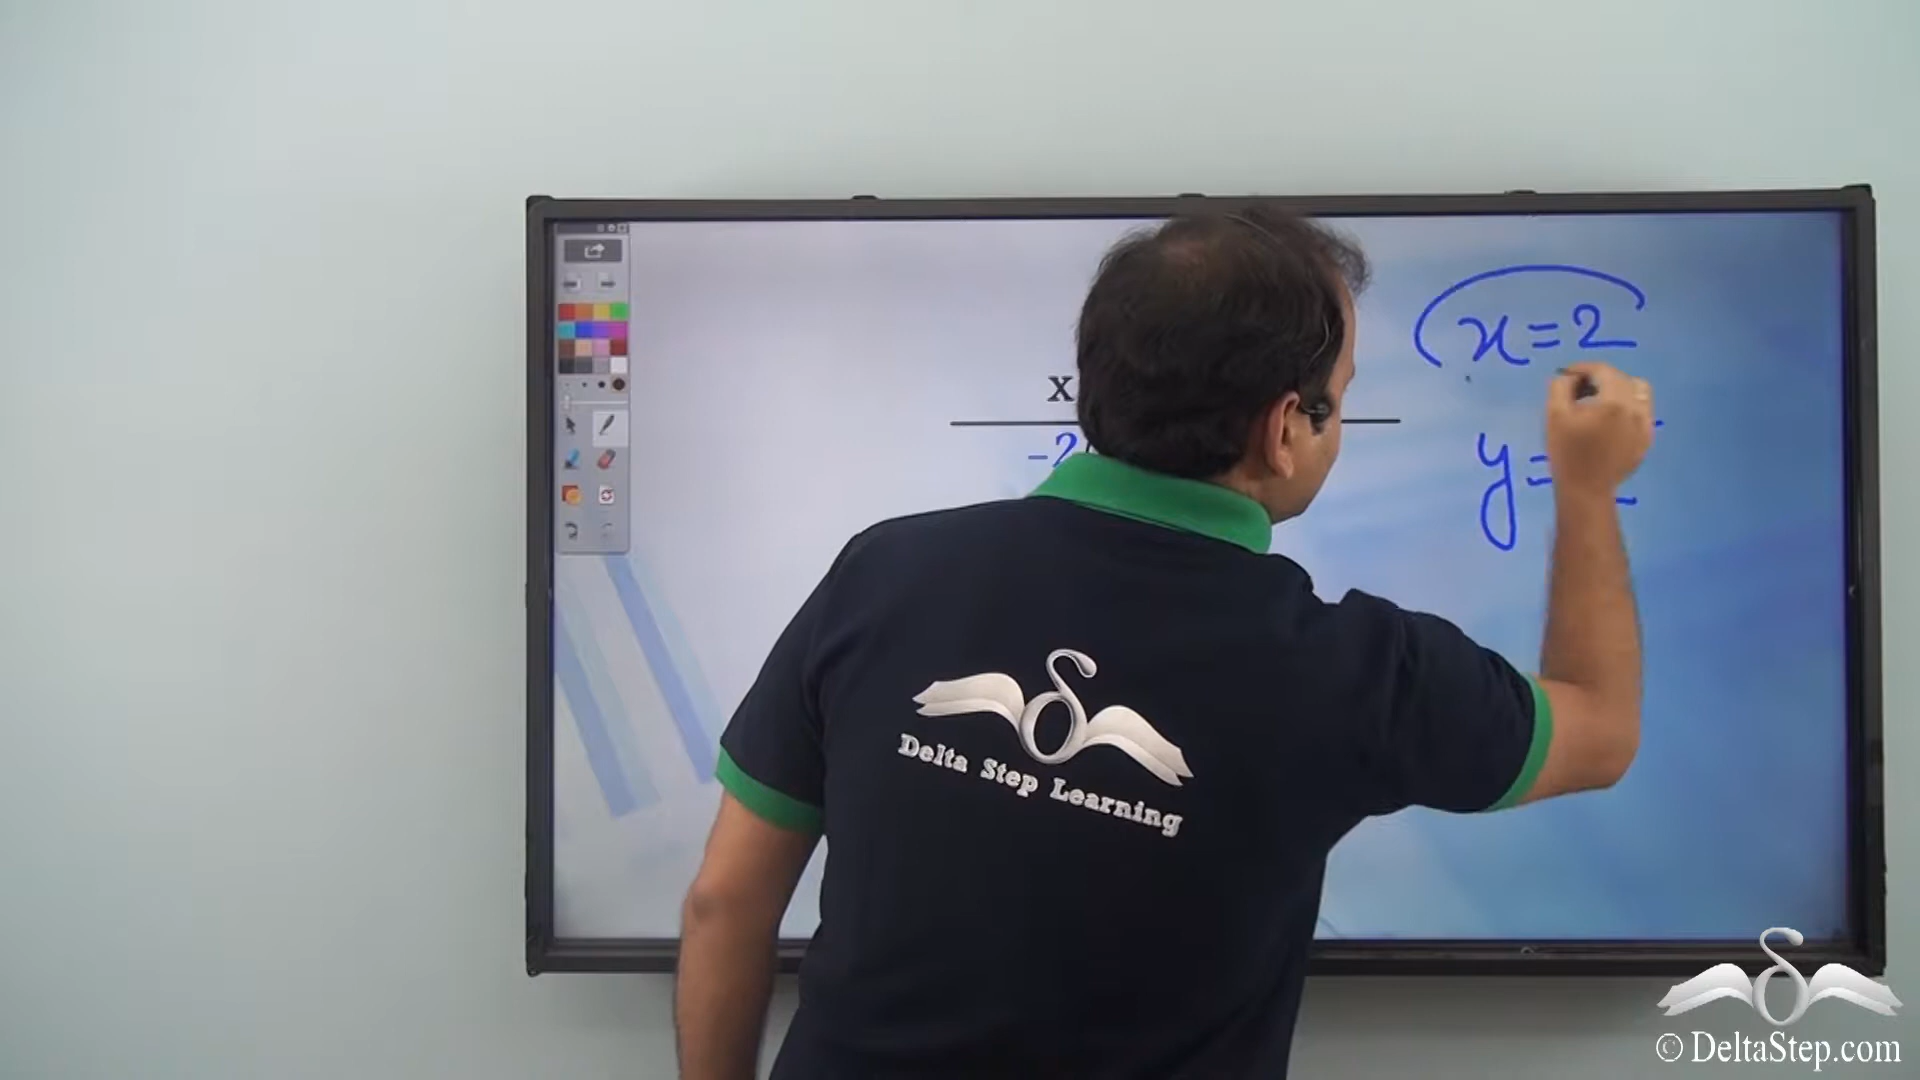 x = 2
x
-2
y =
Delta Step Learning
© DeltaStep.com